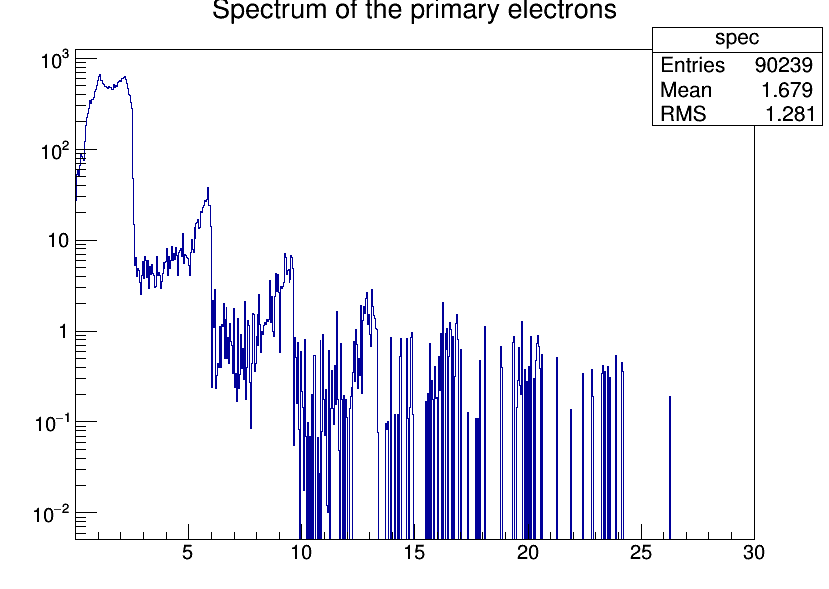 Spectrum of the primary electrons
spec
Entries 90239
Mean 1.679
RMS 1.281
10³
10²
10
1
10⁻¹
10⁻²
5 10 15 20 25 30